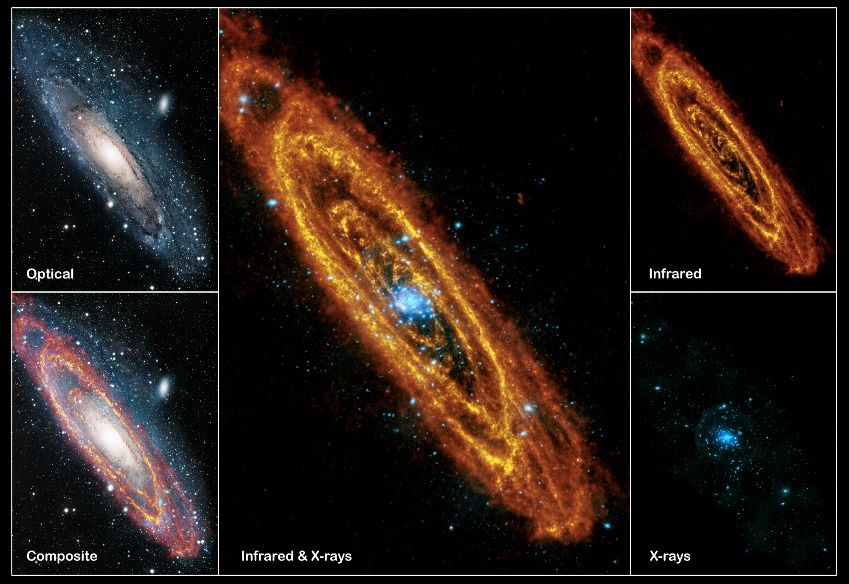 Optical
Infrared
Composite
Infrared & X-rays
X-rays